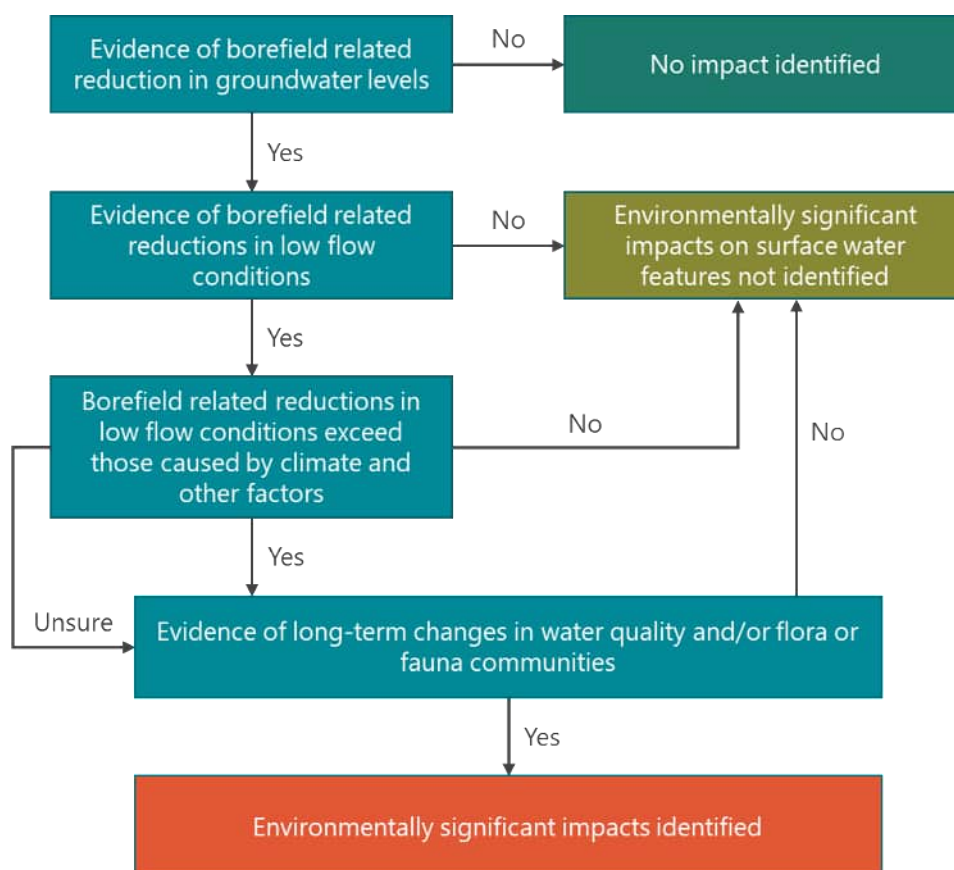 Evidence of borefield related
reduction in groundwater levels
No
No impact identified
Yes
Evidence of borefield related
reductions in low flow
conditions
No
Environmentally significant
impacts on surface water
features not identified
Yes
Borefield related reductions in
low flow conditions exceed
those caused by climate and
other factors
No
No
Yes
Unsure
Evidence of long-term changes in water quality and/or flora or
fauna communities
Yes
Environmentally significant impacts identified